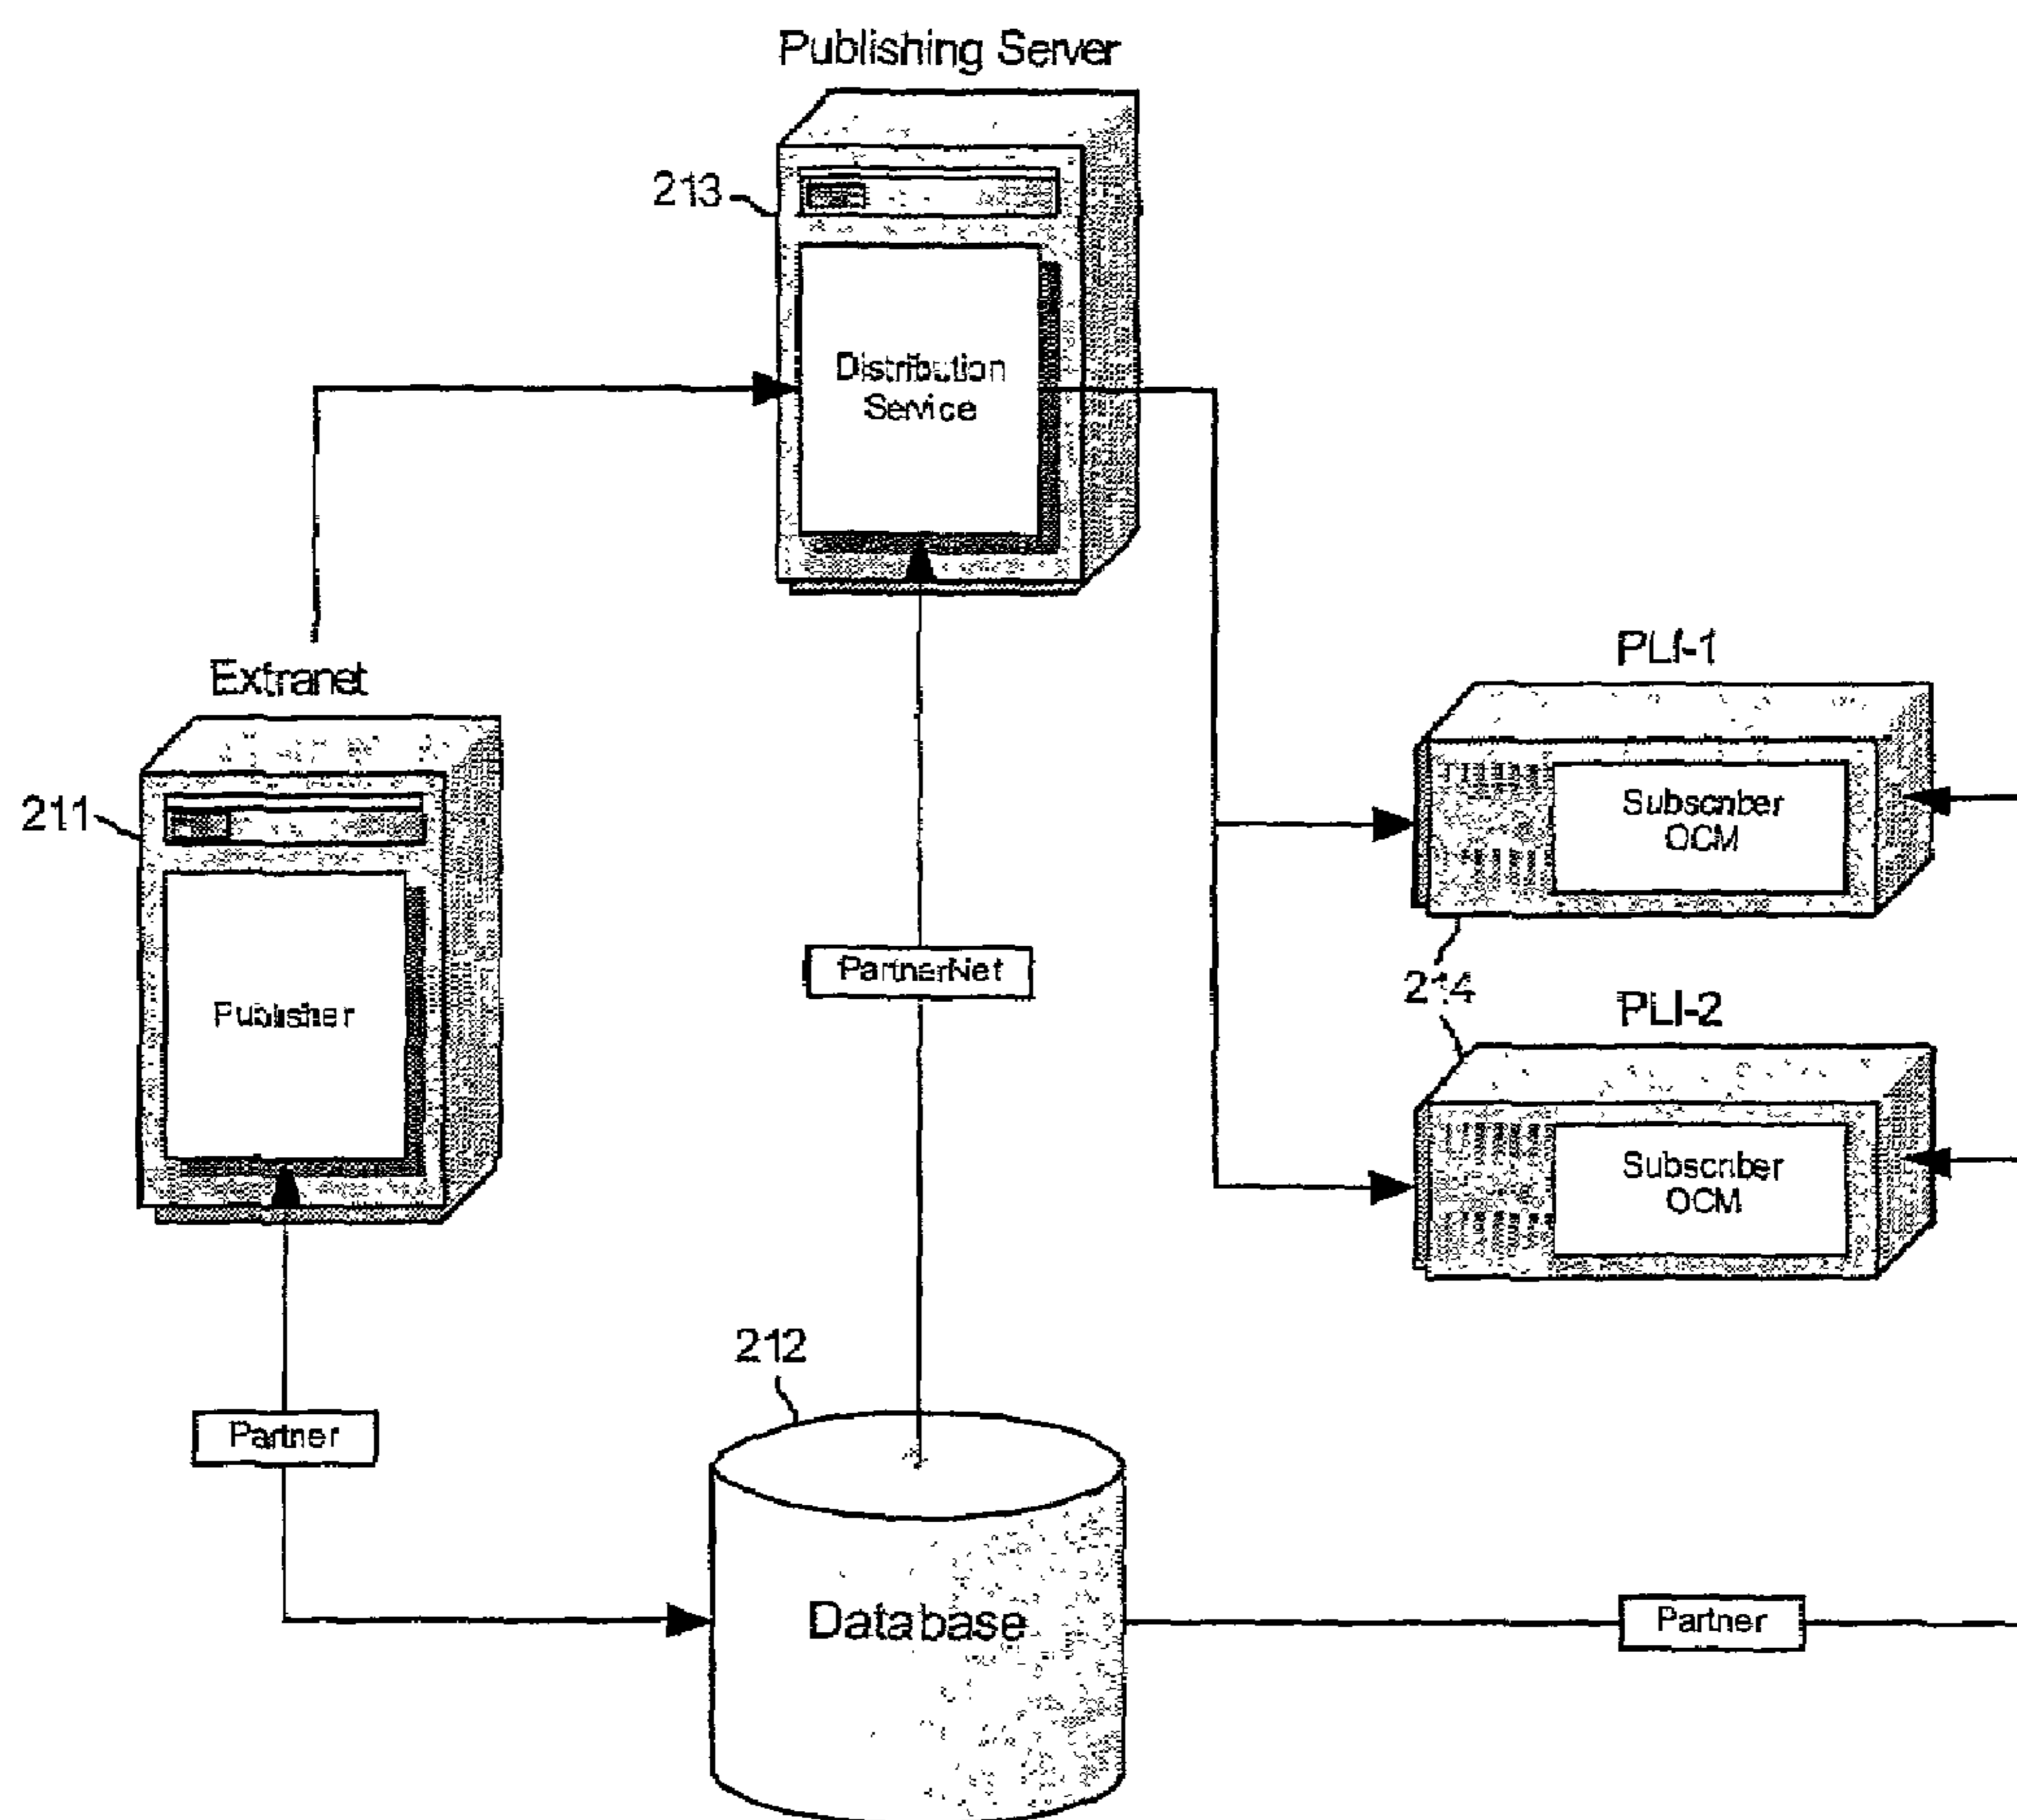 Publishing Server
213
Distribution
Service
Extranet
211
Publisher
PLI-1
Subscriber
OCM
214
PLI-2
Subscriber
OCM
PartnerNet
212
Partner
Database
Partner